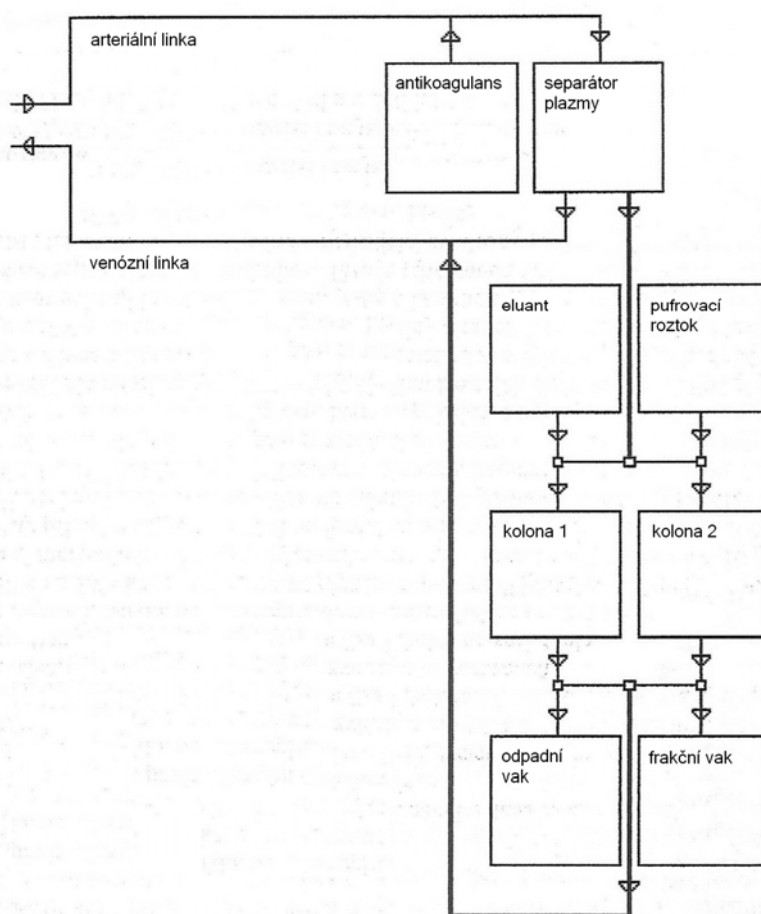 arteriální linka
antikoagulans
separátor
plazmy
venózní linka
eluant
pufrovací
roztok
kolona 1
kolona 2
odpadní
vak
frakční vak